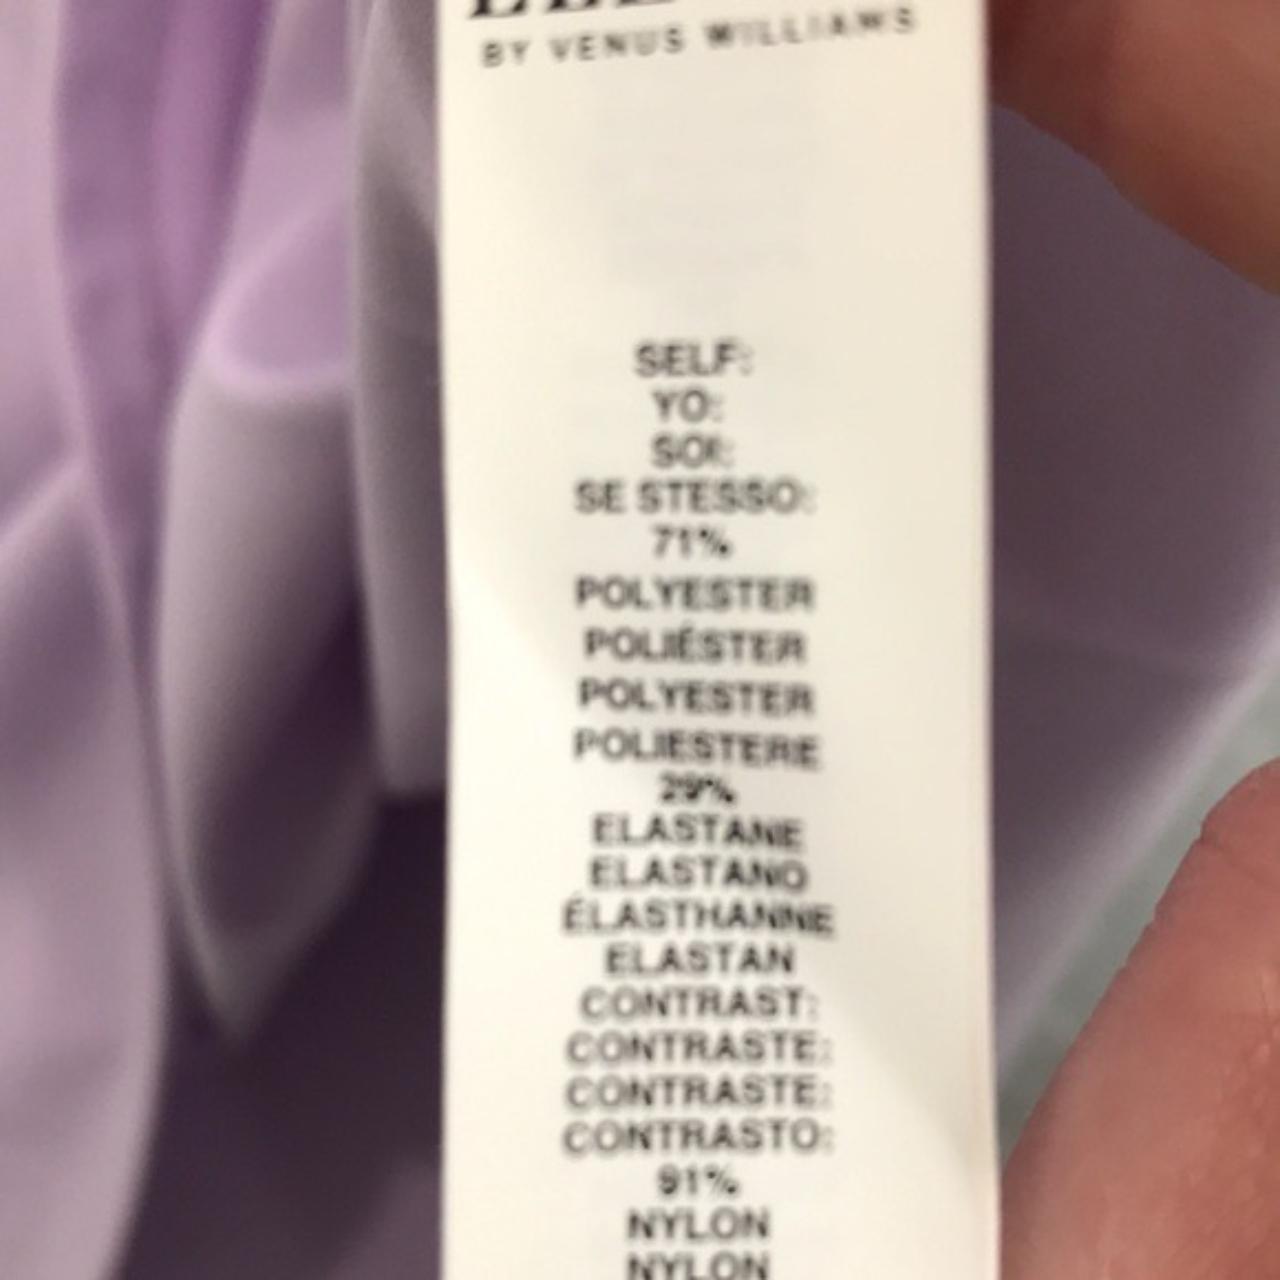 BY VENUS WILLIAMS
SELF:
YO:
SOI:
SE STESSO:
71%
POLYESTER
POLIÉSTER
POLYESTER
POLIESTERE
29%
ELASTANE
ELASTANO
ÉLASTHANNE
ELASTAN
CONTRAST:
CONTRASTE:
CONTRASTE:
CONTRASTO:
91%
NYLON
NYLON